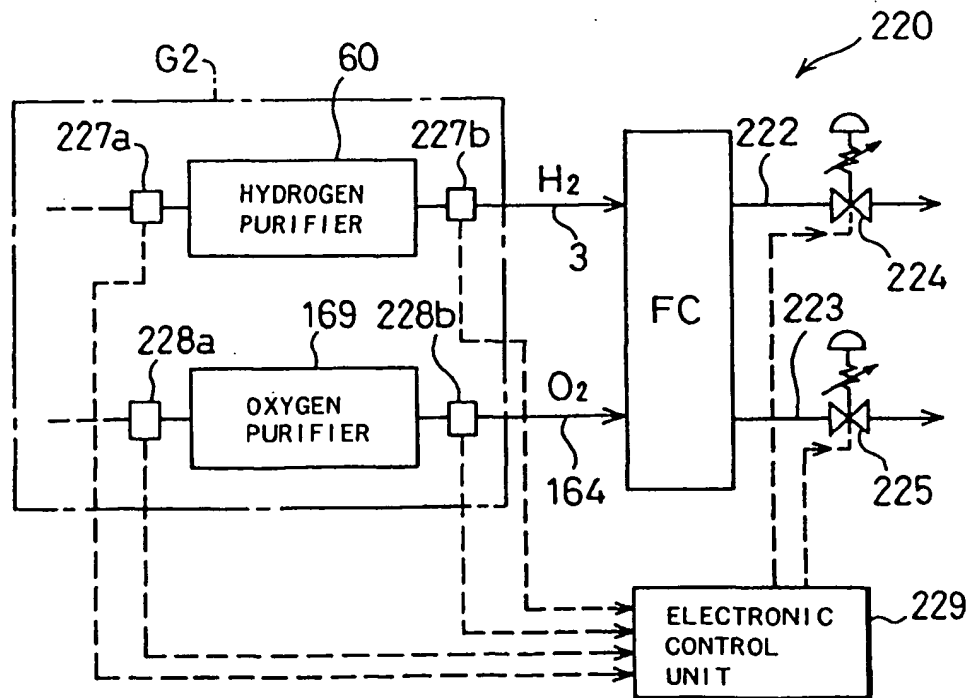 220
G2
60
227a
227b
222
HYDROGEN
PURIFIER
H2
3
224
FC
169
228b
223
228a
O2
OXYGEN
PURIFIER
164
225
ELECTRONIC
CONTROL
UNIT
229